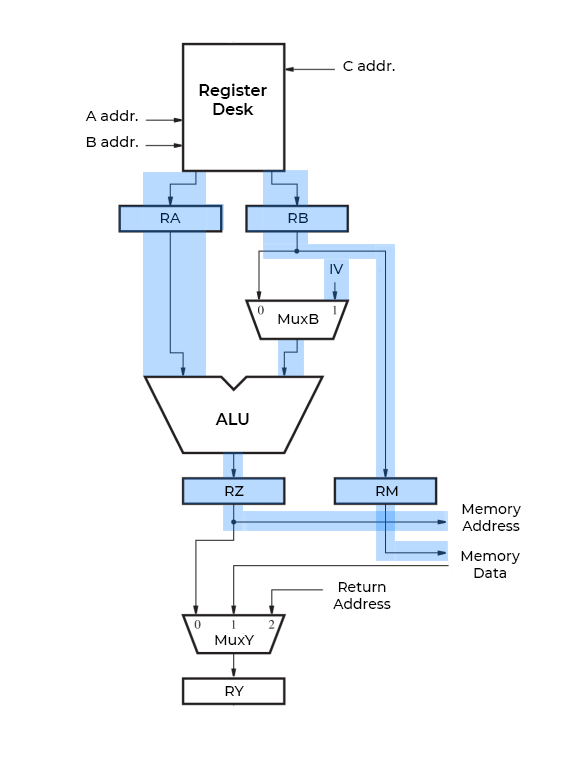 C addr.
Register
Desk
A addr.
B addr.
RA
RB
IV
0
1
MuxB
ALU
RZ
RM
Memory
Address
Memory
Data
Return
Address
0
1
2
MuxY
RY